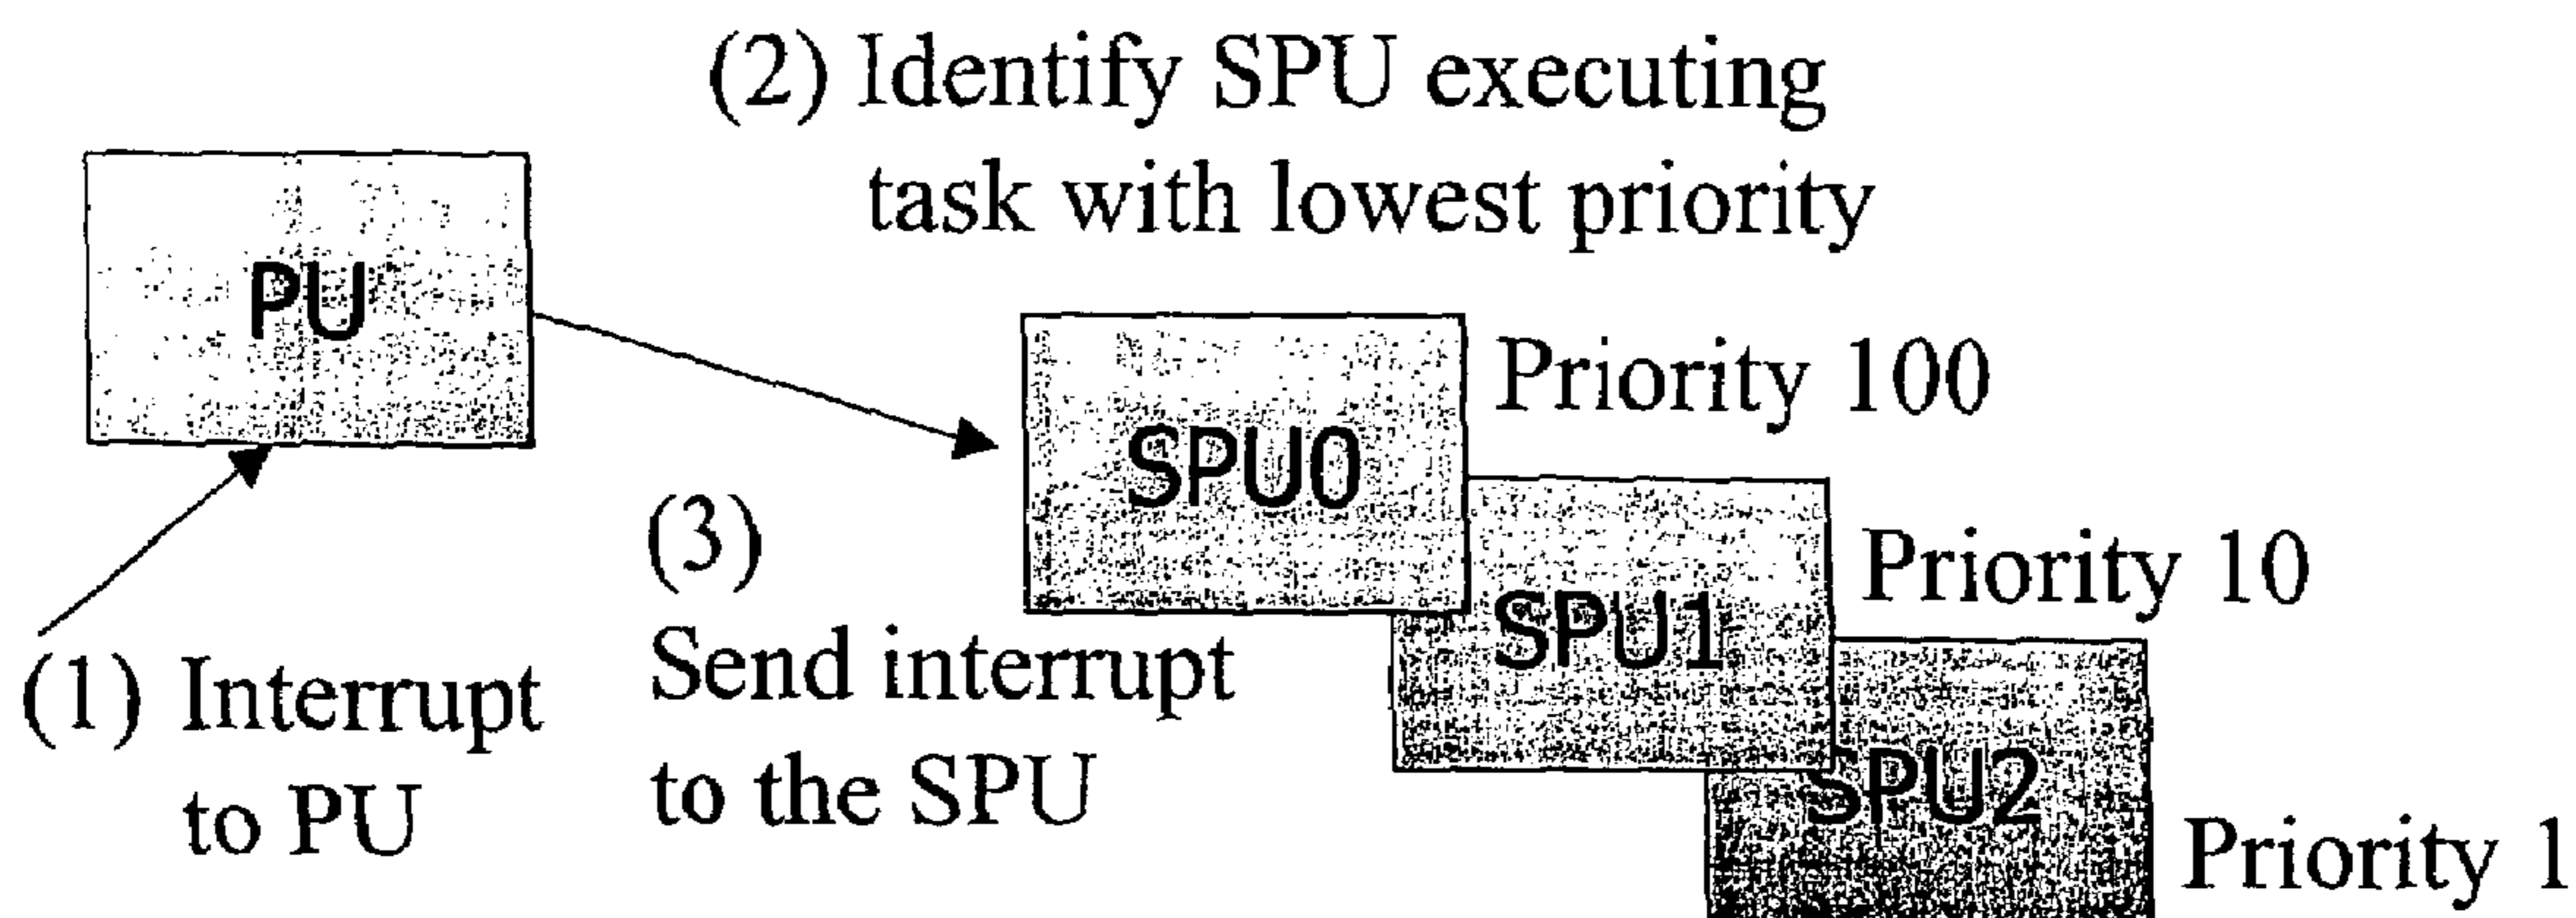 (2) Identify SPU executing
task with lowest priority
PU
Priority 100
SPU0
(3)
Send interrupt
to the SPU
Priority 10
SPU1
(1) Interrupt
to PU
SPU2
Priority 1